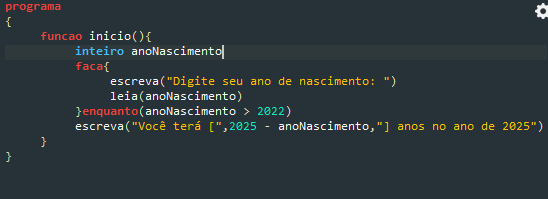 programa
{
funcao inicio(){
inteiro anoNascimento
faca{
escreva("Digite seu ano de nascimento: ")
leia(anoNascimento)
}enquanto(anoNascimento > 2022)
escreva("Você terá [",2025 - anoNascimento,"] anos no ano de 2025")
}
}